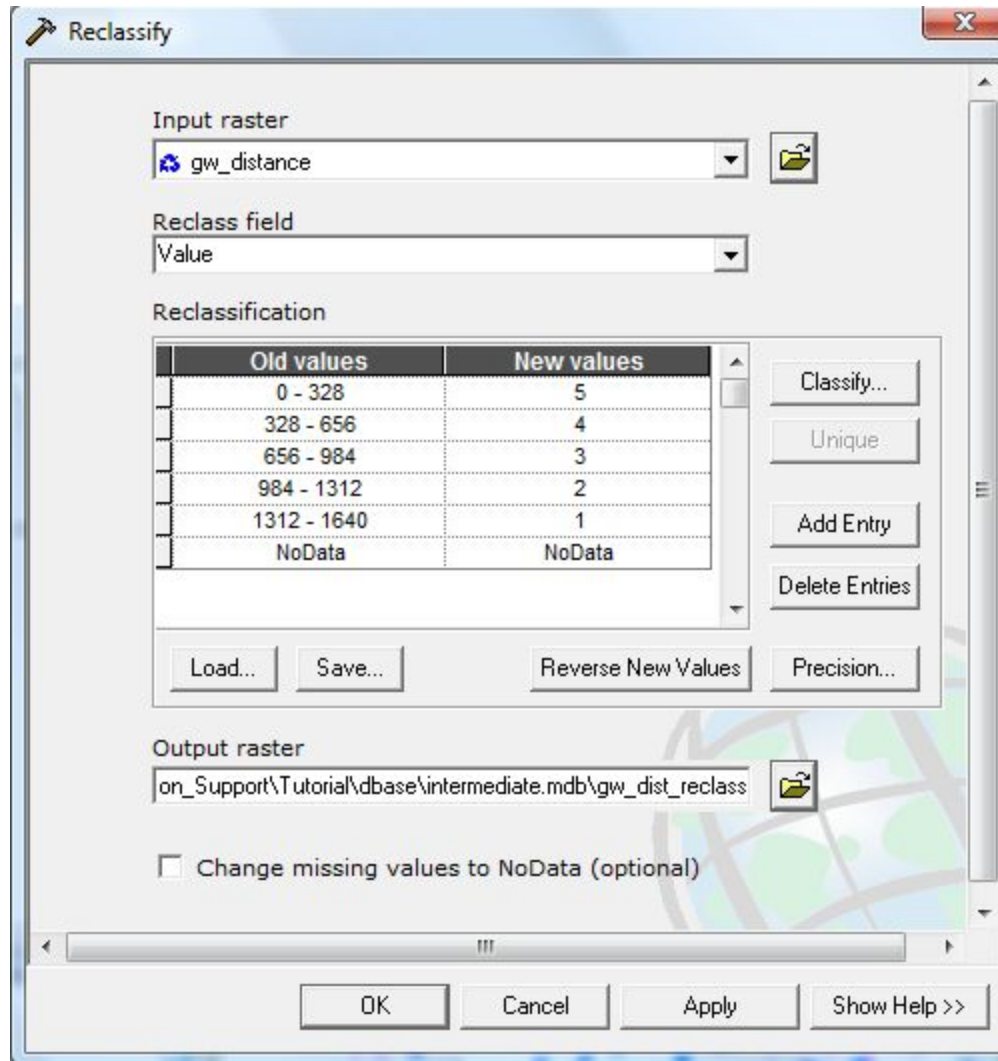 Reclassify
Input raster
gw_distance
Reclass field
Value
Reclassification
Old values New values
0 - 328 5
328 - 656 4
656 - 984 3
984 - 1312 2
1312 - 1640 1
NoData NoData
Classify...
Unique
Add Entry
Delete Entries
Load... Save... Reverse New Values Precision...
Output raster
on_Support\Tutorial\dbase\intermediate.mdb\gw_dist_reclass
Change missing values to NoData (optional)
OK Cancel Apply Show Help >>